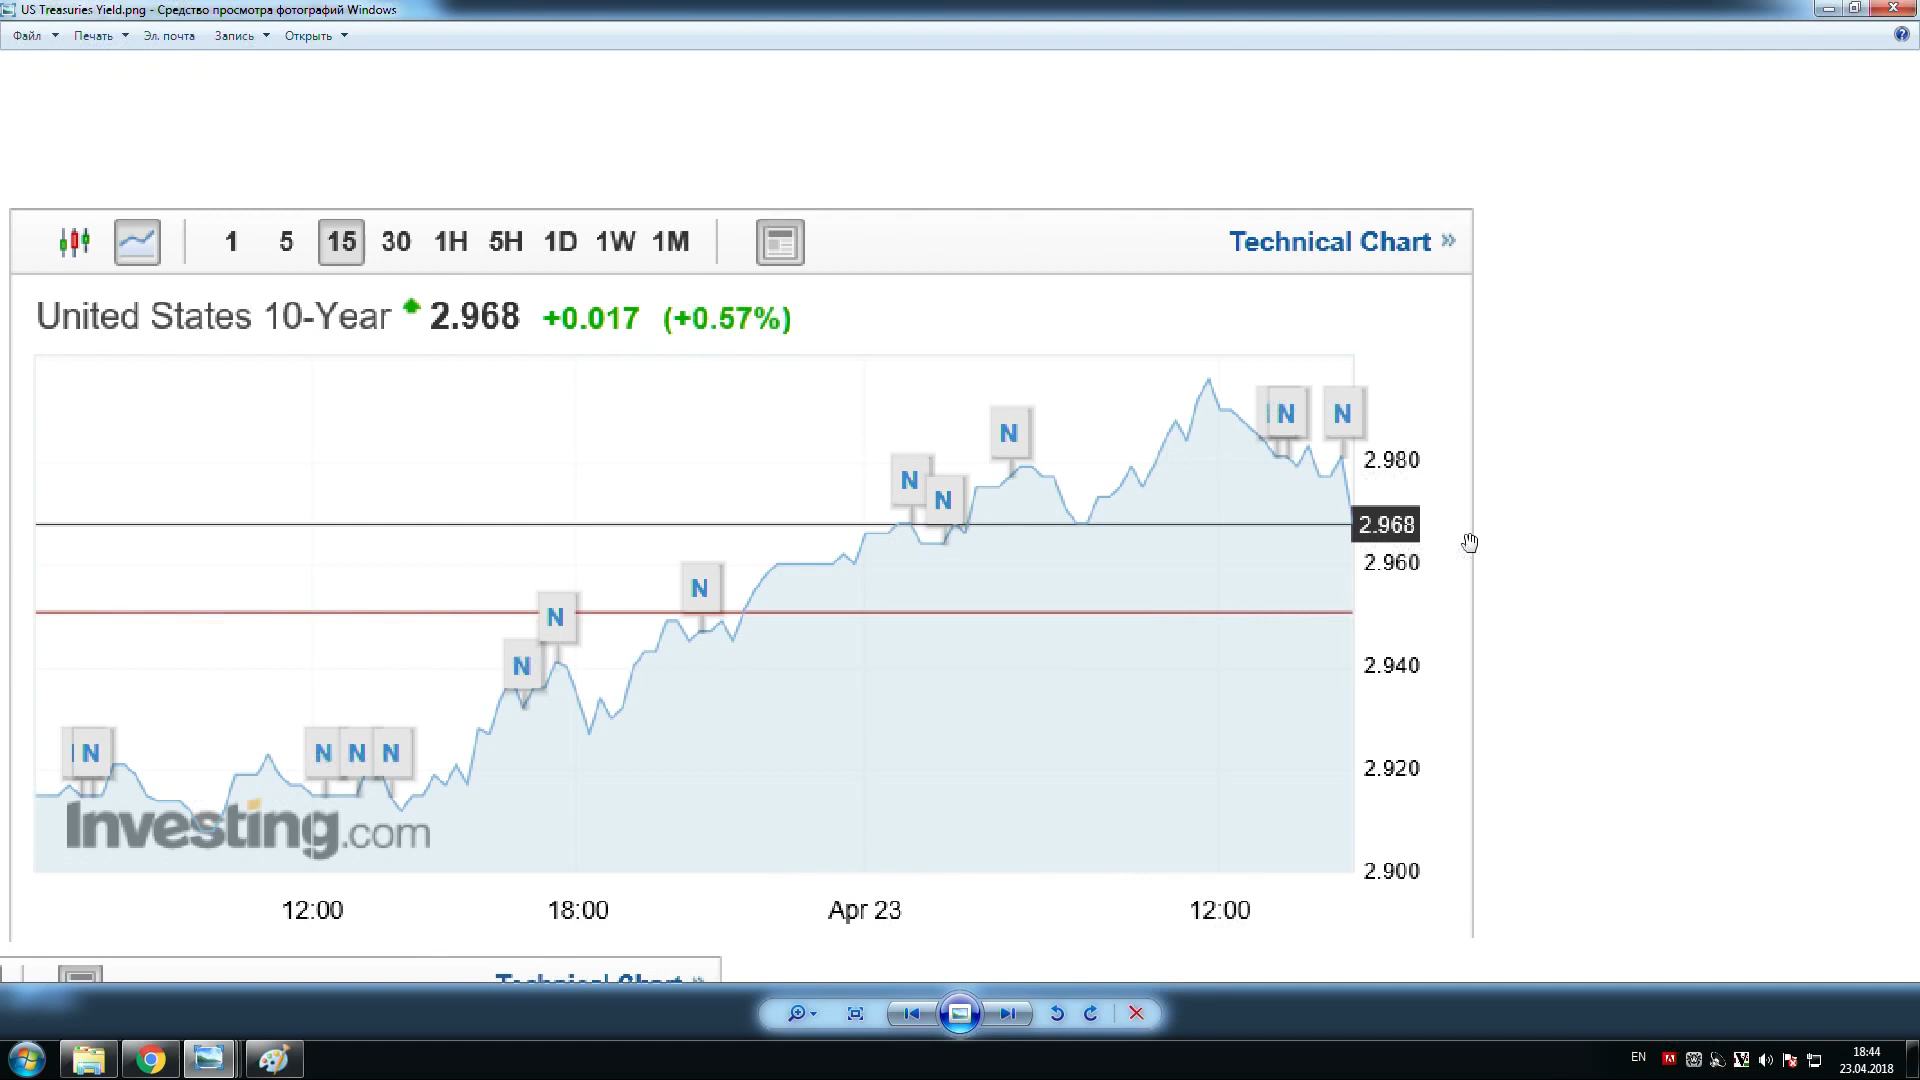 US Treasuries Yield.png - Средство просмотра фотографий Windows
Файл Печать Эл. почта Запись Открыть
1 5 15 30 1H 5H 1D 1W 1M Technical Chart »
United States 10-Year 2.968 +0.017 (+0.57%)
N N
N
2.980
N
N
2.968
2.960
N
N
N
2.940
N N N N
2.920
Investing.com
2.900
12:00 18:00 Apr 23 12:00
Technical Chart »
EN 18:44
23.04.2018